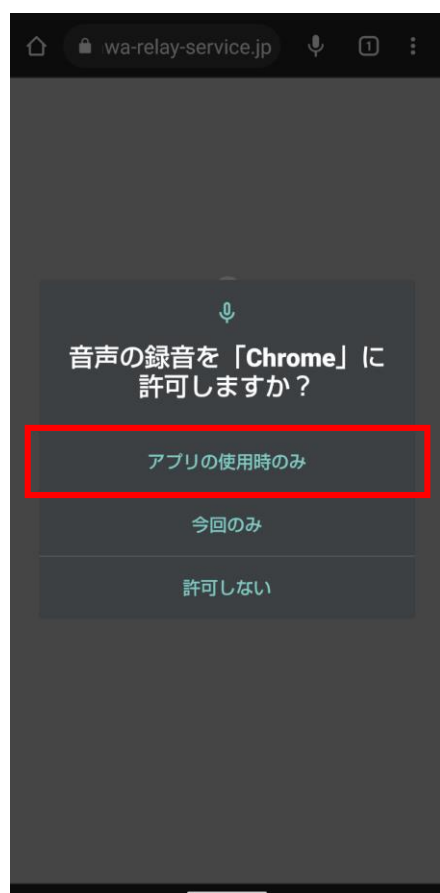 wa-relay-service.jp 1
音声の録音を「Chrome」に
許可しますか？
アプリの使用時のみ
今回のみ
許可しない